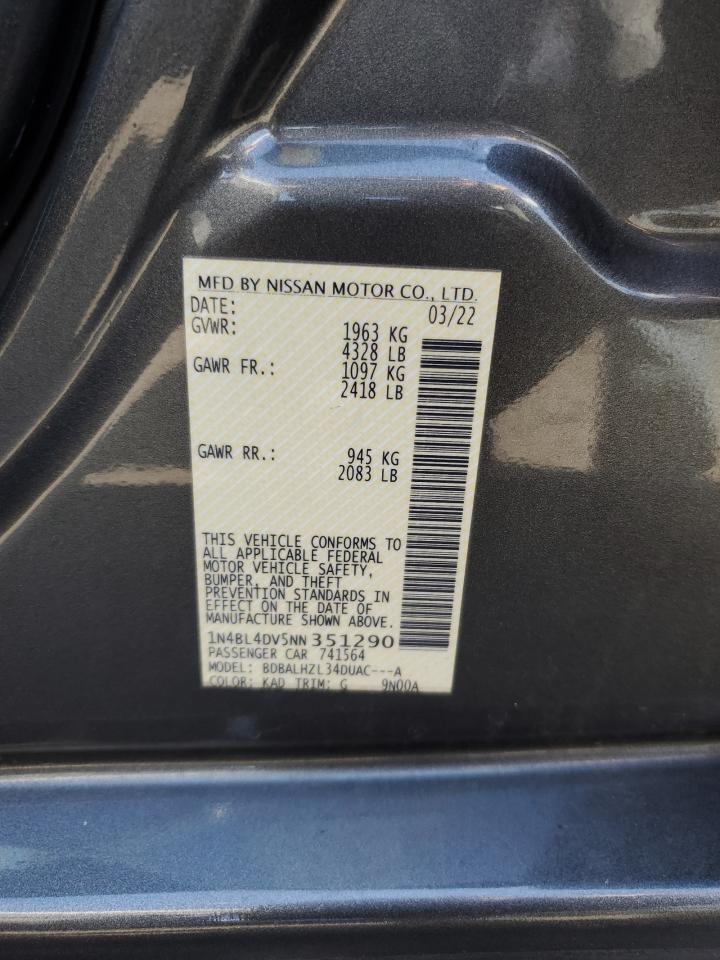 MFD BY NISSAN MOTOR CO., LTD.
DATE: 03/22
GVWR: 1963 KG
4328 LB
GAWR FR.: 1097 KG
2418 LB
GAWR RR.: 945 KG
2083 LB
THIS VEHICLE CONFORMS TO
ALL APPLICABLE FEDERAL
MOTOR VEHICLE SAFETY,
BUMPER, AND THEFT
PREVENTION STANDARDS IN
EFFECT ON THE DATE OF
MANUFACTURE SHOWN ABOVE.
1N4BL4DV5NN351290
PASSENGER CAR 741564
MODEL: BDBALHZL34DUAC---A
COLOR: KAD TRIM: G 9N00A